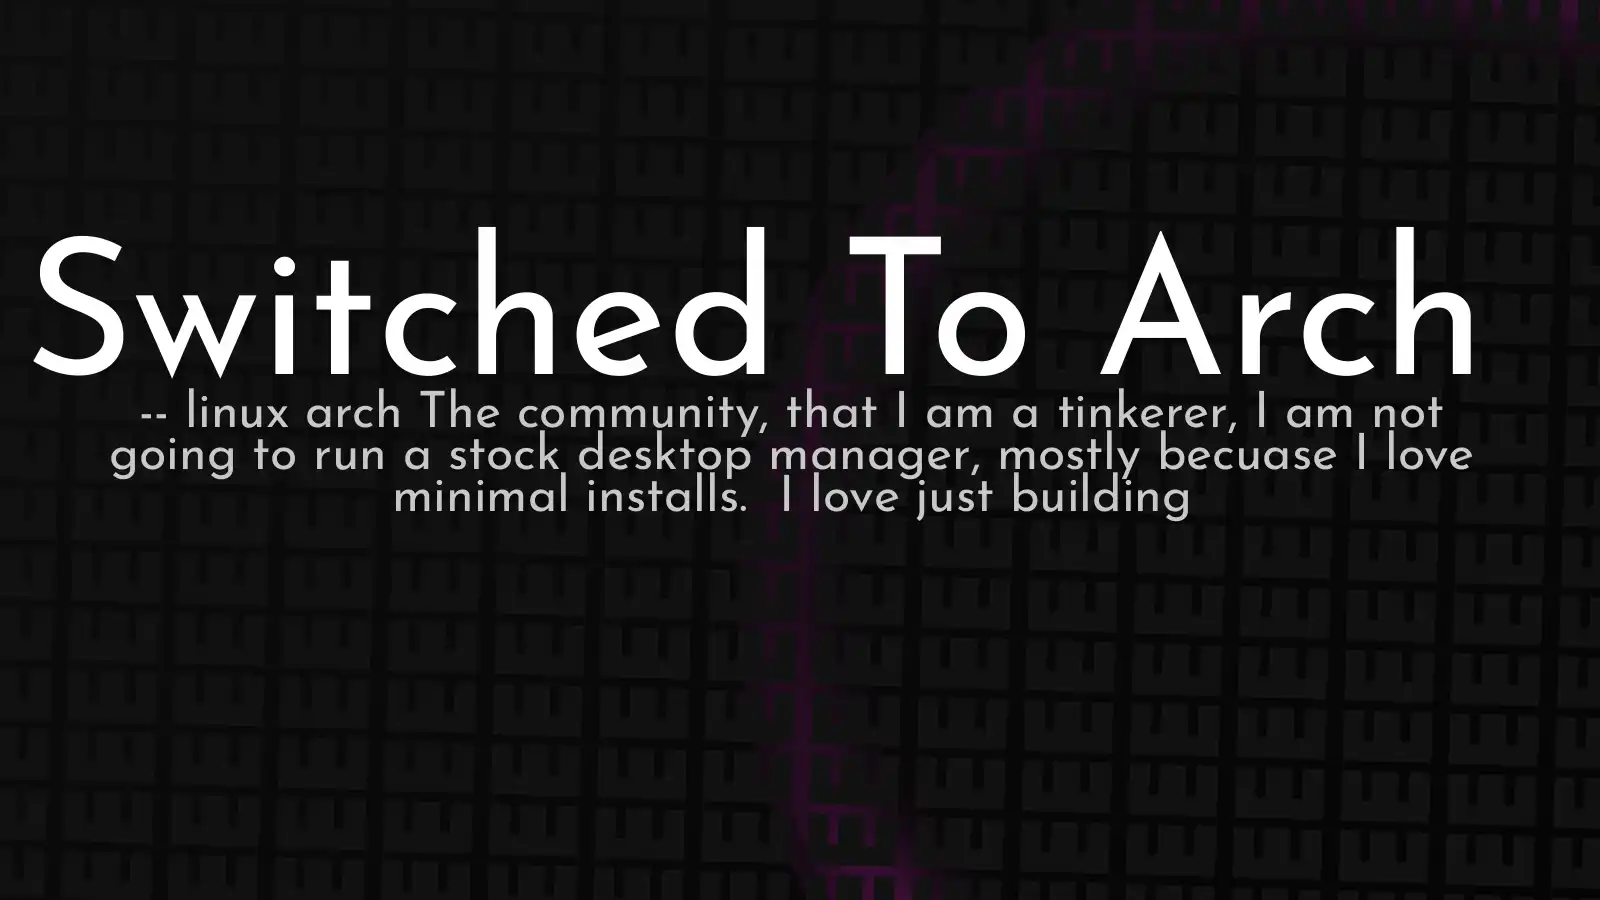 Switched To Arch
-- linux arch The community, that I am a tinkerer, I am not
going to run a stock desktop manager, mostly becuase I love
minimal installs.  I love just building